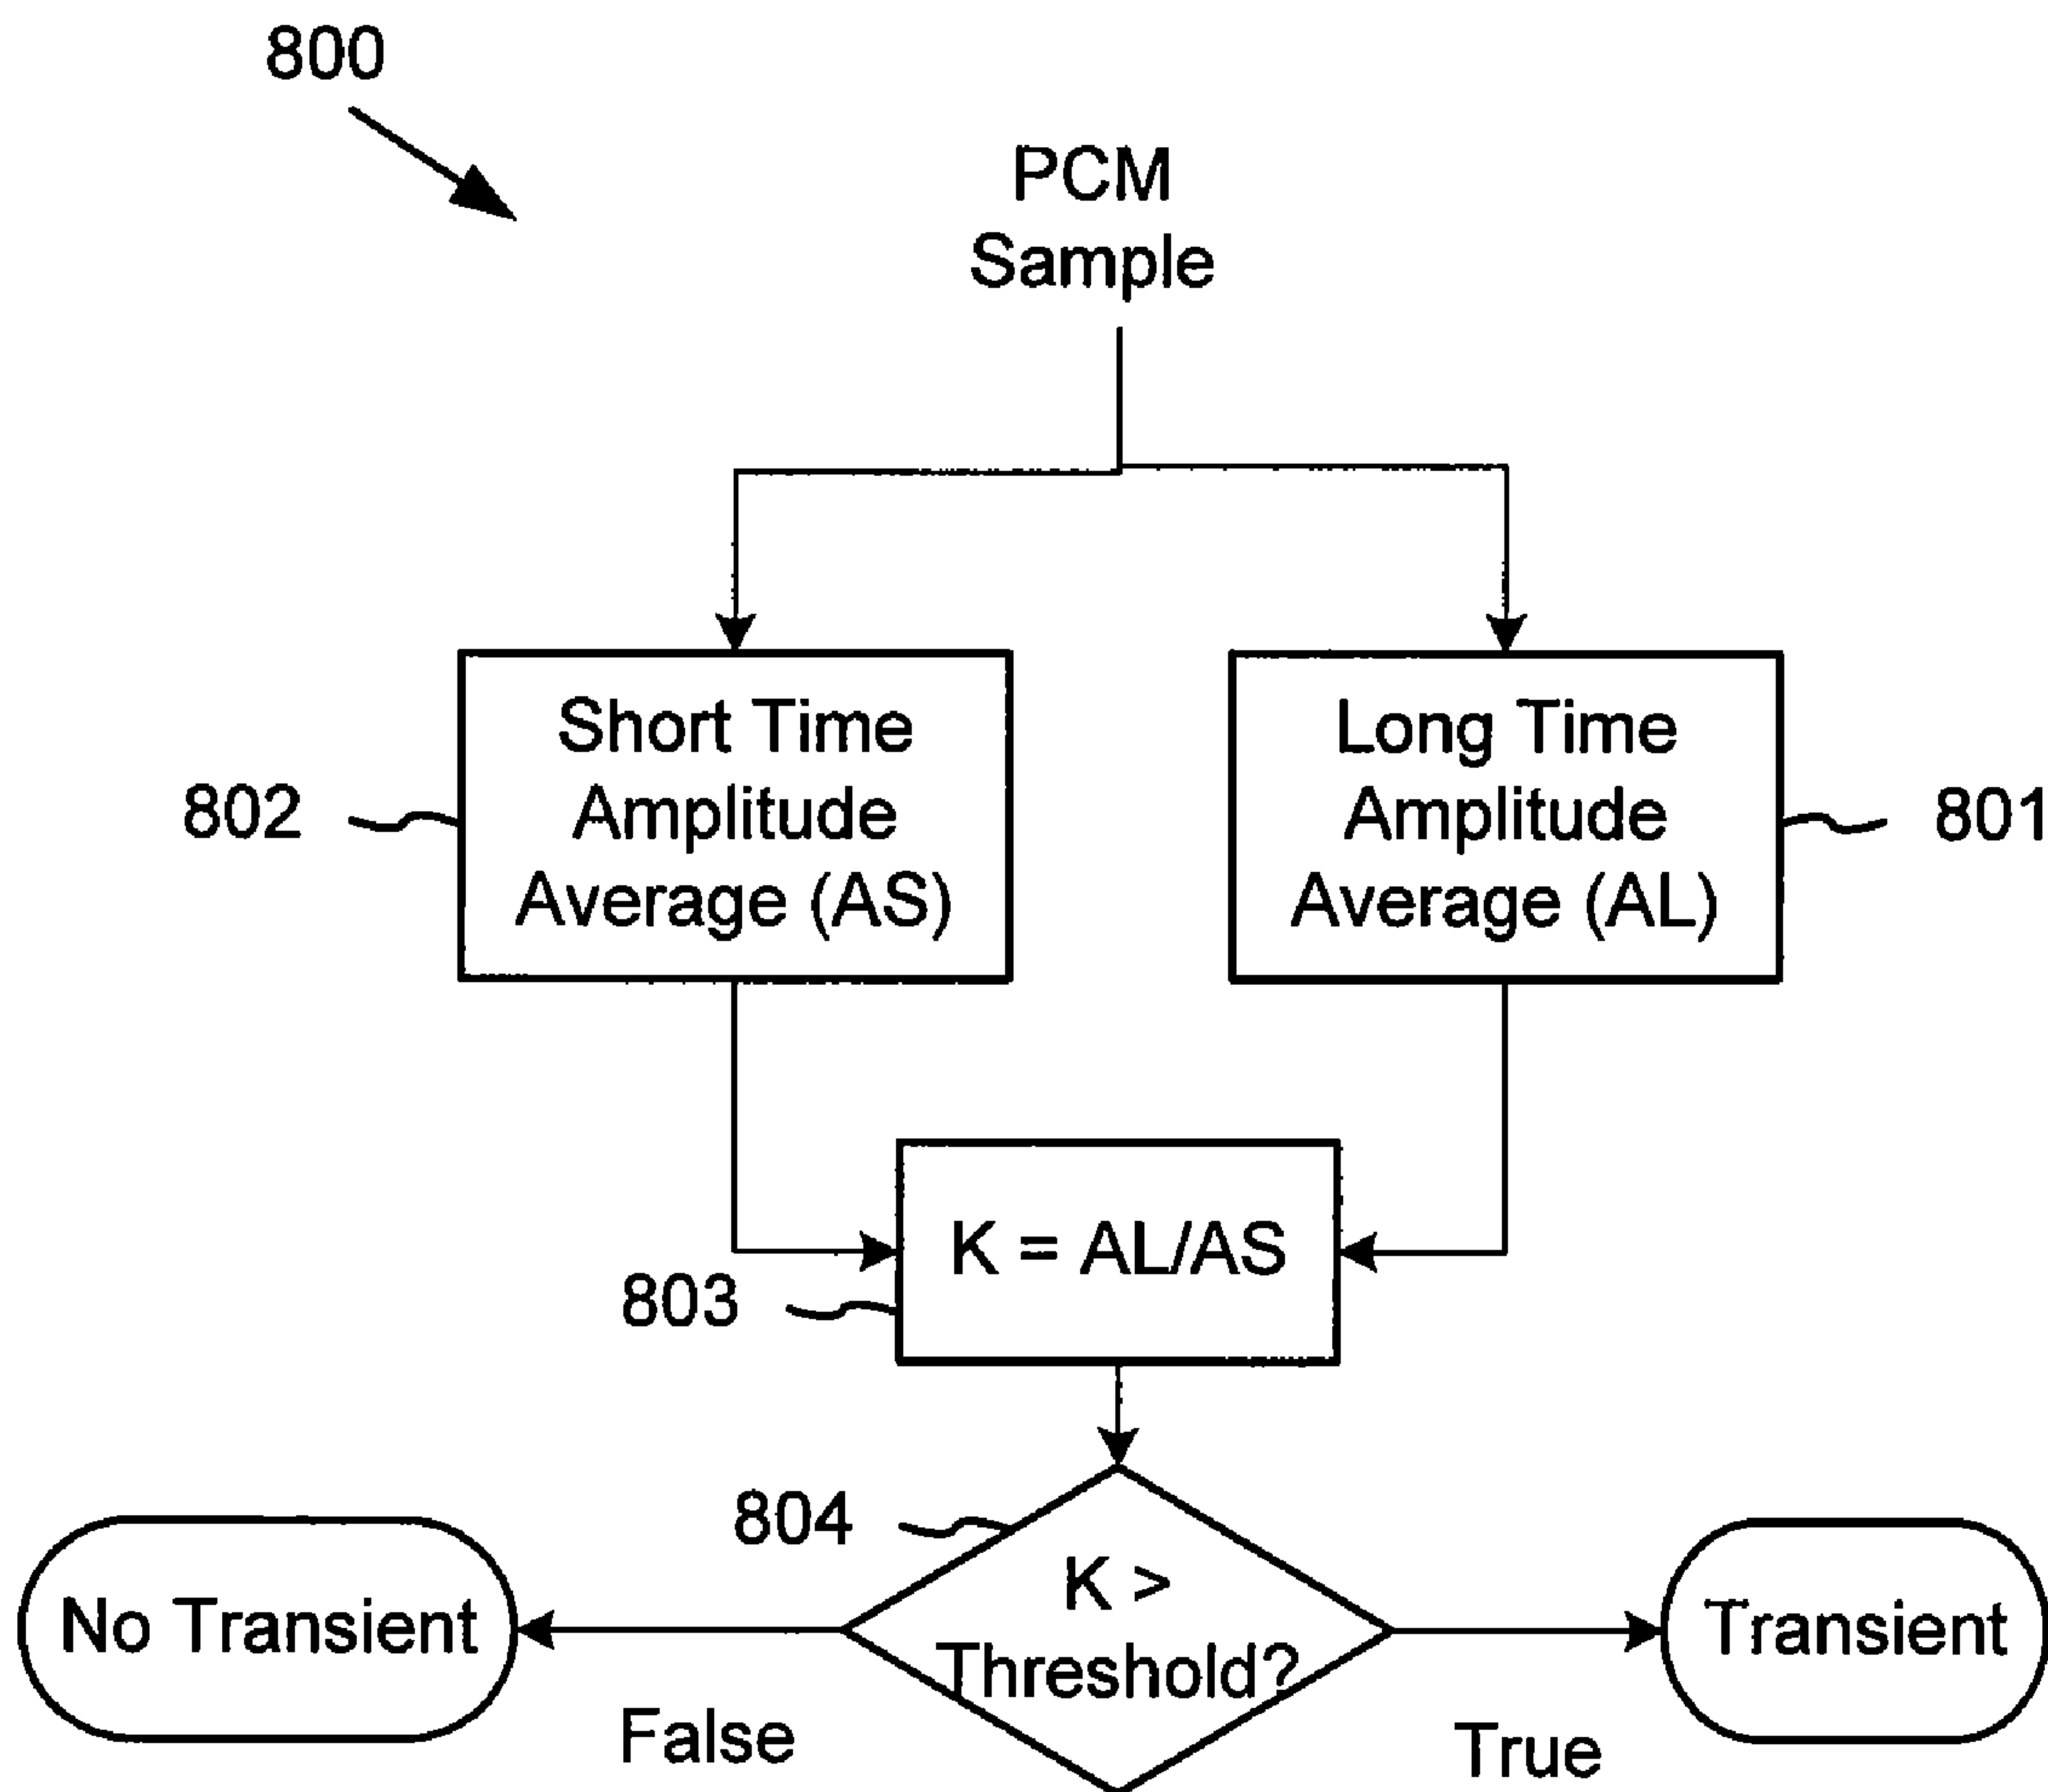 800
PCM
Sample
Short Time
Amplitude
Average (AS)
802
Long Time
Amplitude
Average (AL)
801
K = AL/AS
803
804
K >
Threshold?
No Transient
False
Transient
True